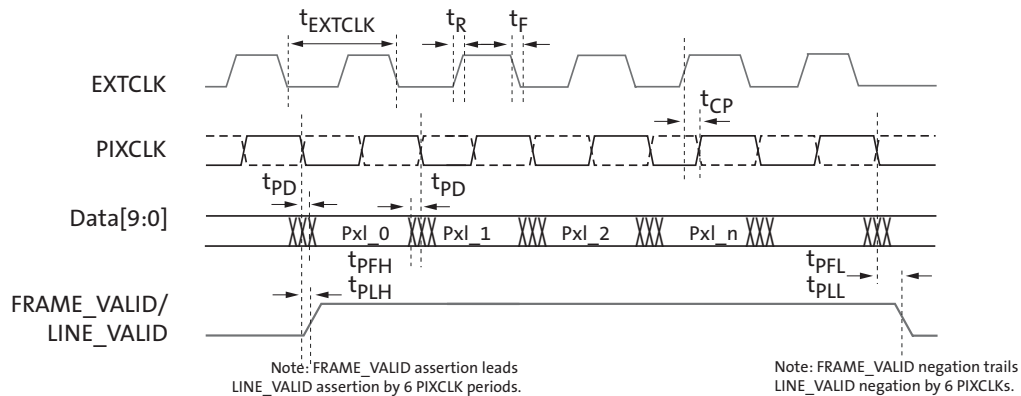 tEXTCLK
tR
tF
EXTCLK
tCP
PIXCLK
tPD
tPD
Data[9:0]
Pxl_0
Pxl_1
Pxl_2
Pxl_n
tPFH
tPLH
tPFL
tPLL
FRAME_VALID/
LINE_VALID
Note: FRAME_VALID assertion leads
LINE_VALID assertion by 6 PIXCLK periods.
Note: FRAME_VALID negation trails
LINE_VALID negation by 6 PIXCLKs.